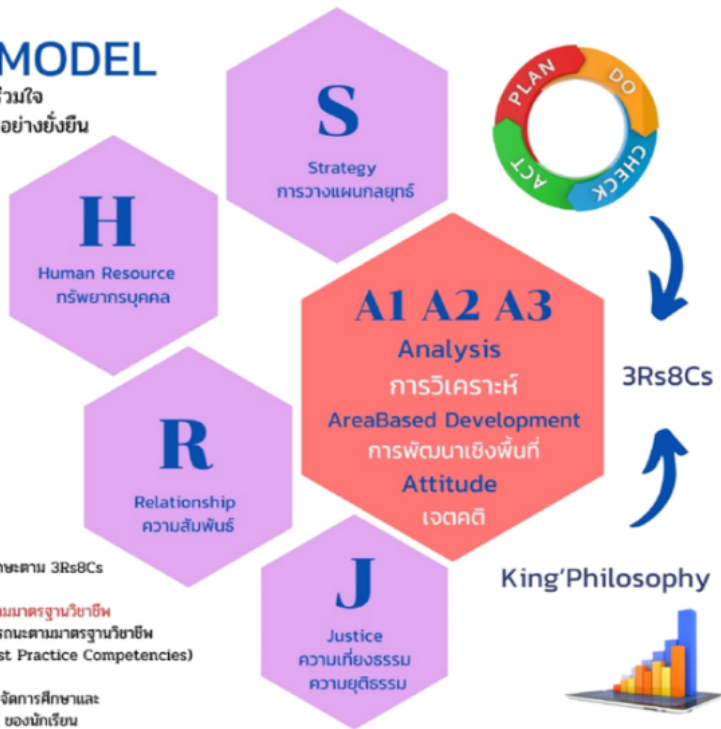 MODEL
ร่วมใจ
อย่างยั่งยืน
S
Strategy
การวางแผนกลยุทธ์
PLAN
DO
CHECK
ACT
H
Human Resource
ทรัพยากรบุคคล
A1 A2 A3
Analysis
การวิเคราะห์
AreaBased Development
การพัฒนาเชิงพื้นที่
Attitude
เจตคติ
3Rs8Cs
R
Relationship
ความสัมพันธ์
King'Philosophy
J
Justice
ความเที่ยงธรรม
ความยุติธรรม
ษะตาม 3Rs8Cs
ามมาตรฐานวิชาชีพ
รถนะตามมาตรฐานวิชาชีพ
st Practice Competencies)
จัดการศึกษาและ
ของนักเรียน